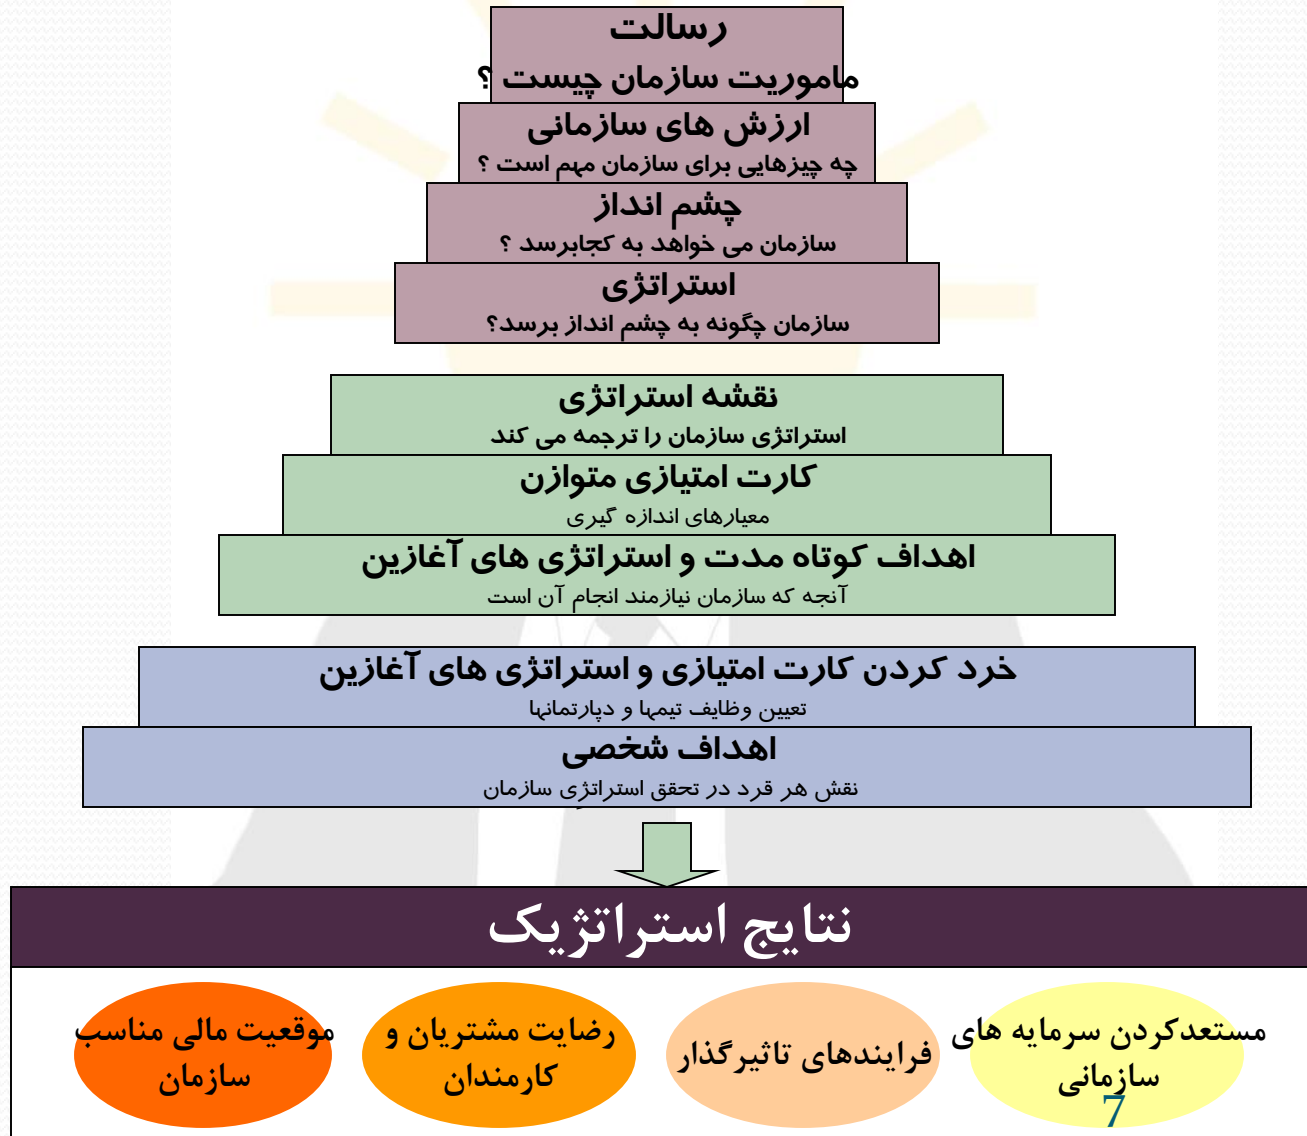 رسالت
ماموریت سازمان چیست ؟
ارزش های سازمانی
چه چیزهایی برای سازمان مهم است ؟
چشم انداز
سازمان می خواهد به کجابرسد ؟
استراتژی
سازمان چگونه به چشم انداز برسد؟
نقشه استراتژی
استراتژی سازمان را ترجمه می کند
کارت امتیازی متوازن
معیارهای اندازه گیری
اهداف کوتاه مدت و استراتژی های آغازین
آنجه که سازمان نیازمند انجام آن است
خرد کردن کارت امتیازی و استراتژی های آغازین
تعیین وظایف تیمها و دپارتمانها
اهداف شخصی
نقش هر قرد در تحقق استراتژی سازمان
نتایج استراتژیک
مستعدکردن سرمایه های
سازمانی
فرایندهای تاثیرگذار
رضایت مشتریان و
کارمندان
موقعیت مالی مناسب
سازمان
7